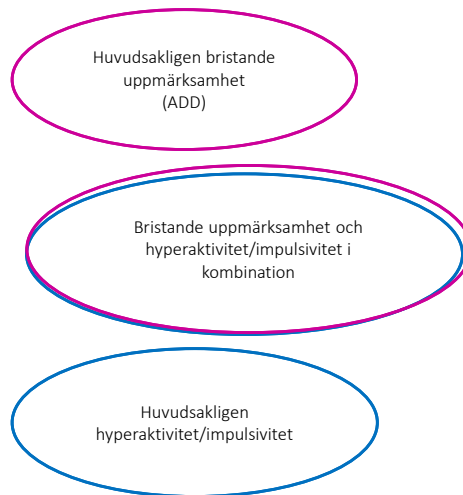 Huvudsakligen bristande
uppmärksamhet
(ADD)
Bristande uppmärksamhet och
hyperaktivitet/impulsivitet i
kombination
Huvudsakligen
hyperaktivitet/impulsivitet